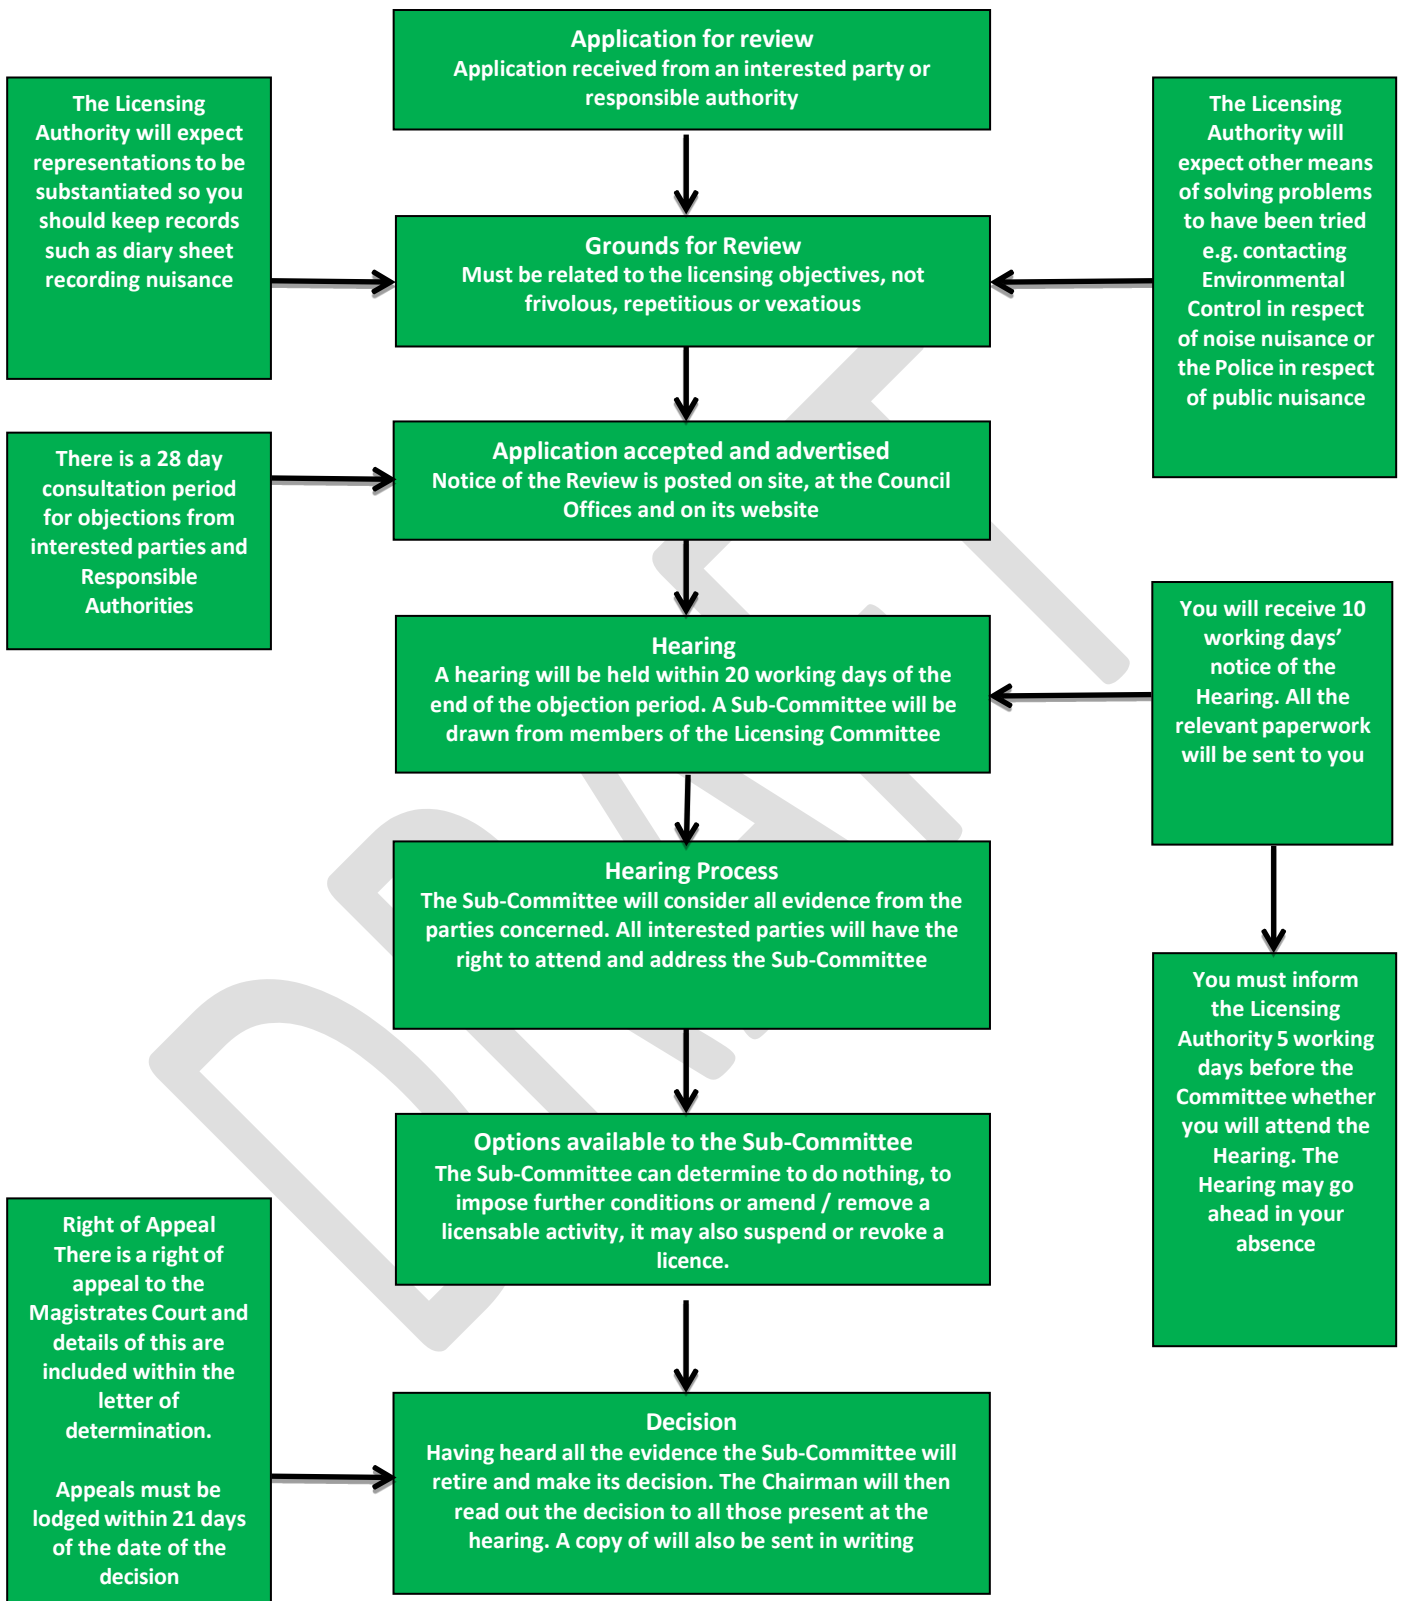 Application for review
Application received from an interested party or
responsible authority
The Licensing
Authority will expect
representations to be
substantiated so you
should keep records
such as diary sheet
recording nuisance
The Licensing
Authority will
expect other means
of solving problems
to have been tried
e.g. contacting
Environmental
Control in respect
of noise nuisance or
the Police in respect
of public nuisance
Grounds for Review
Must be related to the licensing objectives, not
frivolous, repetitious or vexatious
There is a 28 day
consultation period
for objections from
interested parties and
Responsible
Authorities
Application accepted and advertised
Notice of the Review is posted on site, at the Council
Offices and on its website
Hearing
A hearing will be held within 20 working days of the
end of the objection period. A Sub-Committee will be
drawn from members of the Licensing Committee
You will receive 10
working days’
notice of the
Hearing. All the
relevant paperwork
will be sent to you
Hearing Process
The Sub-Committee will consider all evidence from the
parties concerned. All interested parties will have the
right to attend and address the Sub-Committee
You must inform
the Licensing
Authority 5 working
days before the
Committee whether
you will attend the
Hearing. The
Hearing may go
ahead in your
absence
Options available to the Sub-Committee
The Sub-Committee can determine to do nothing, to
impose further conditions or amend / remove a
licensable activity, it may also suspend or revoke a
licence.
Right of Appeal
There is a right of
appeal to the
Magistrates Court and
details of this are
included within the
letter of
determination.
Appeals must be
lodged within 21 days
of the date of the
decision
Decision
Having heard all the evidence the Sub-Committee will
retire and make its decision. The Chairman will then
read out the decision to all those present at the
hearing. A copy of will also be sent in writing
DRAFT